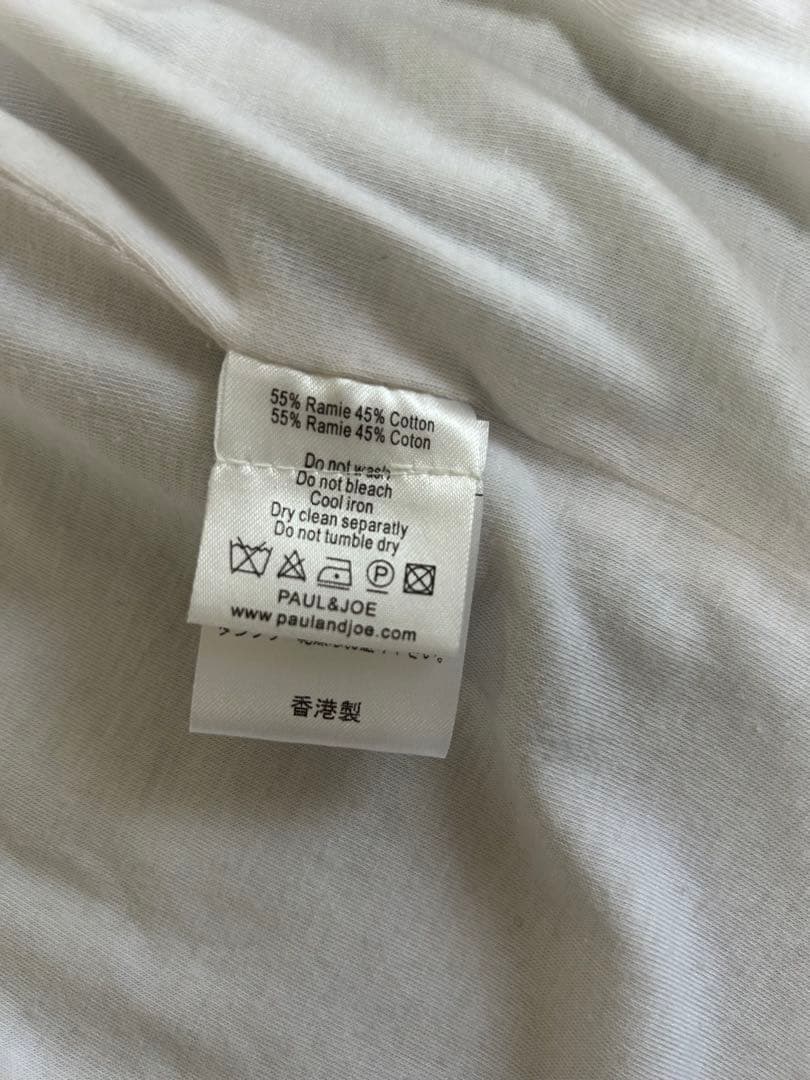 55% Ramie 45% Cotton
55% Ramie 45% Coton
Do not wash
Do not bleach
Cool iron
Dry clean separatly
Do not tumble dry
P
PAUL&JOE
www.paulandjoe.com
香港製